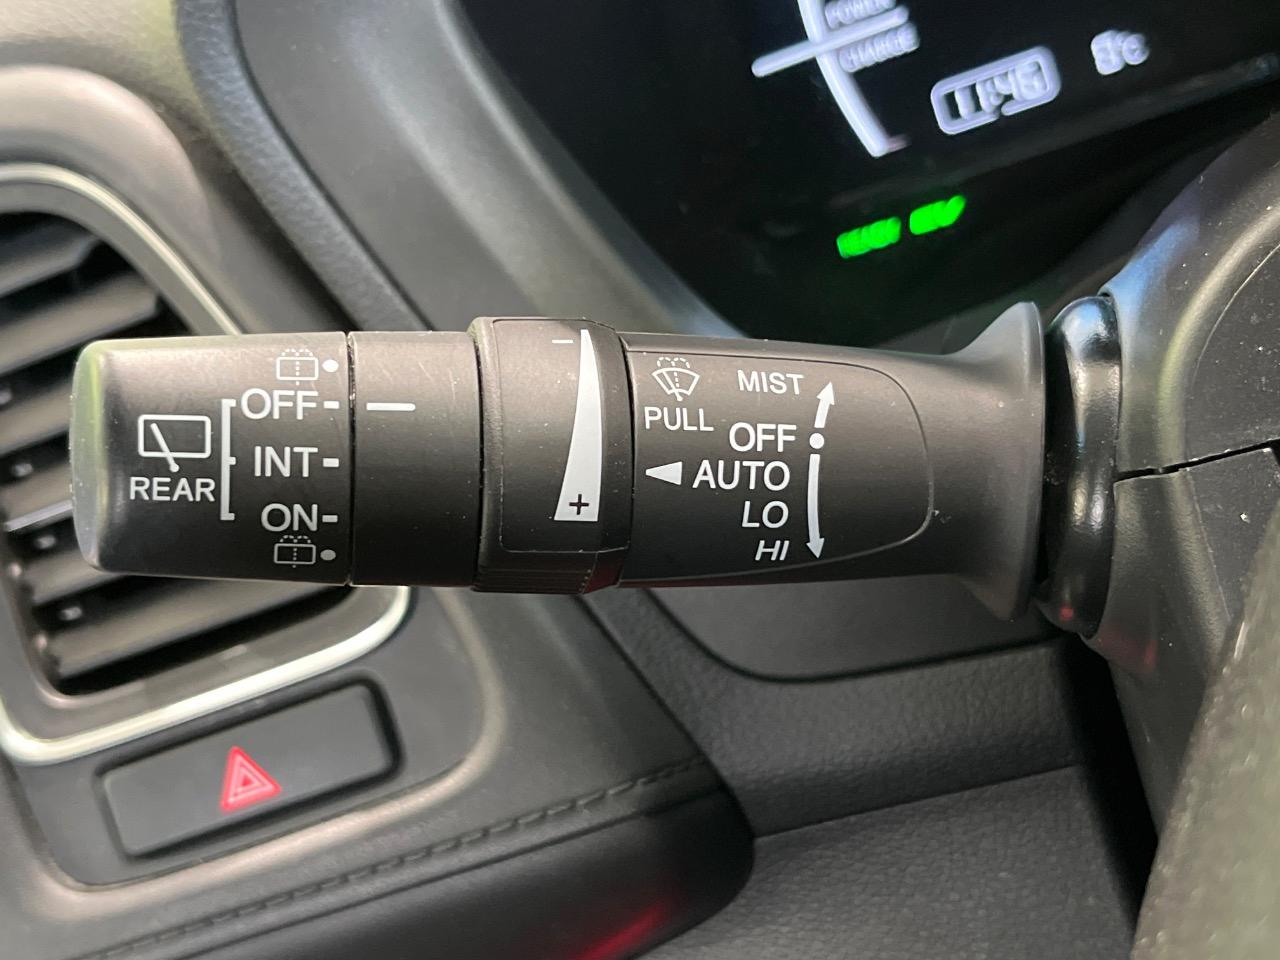 POWER
CHARGE
OFF
INT
ON
REAR
-
+
PULL
MIST
OFF
AUTO
LO
HI